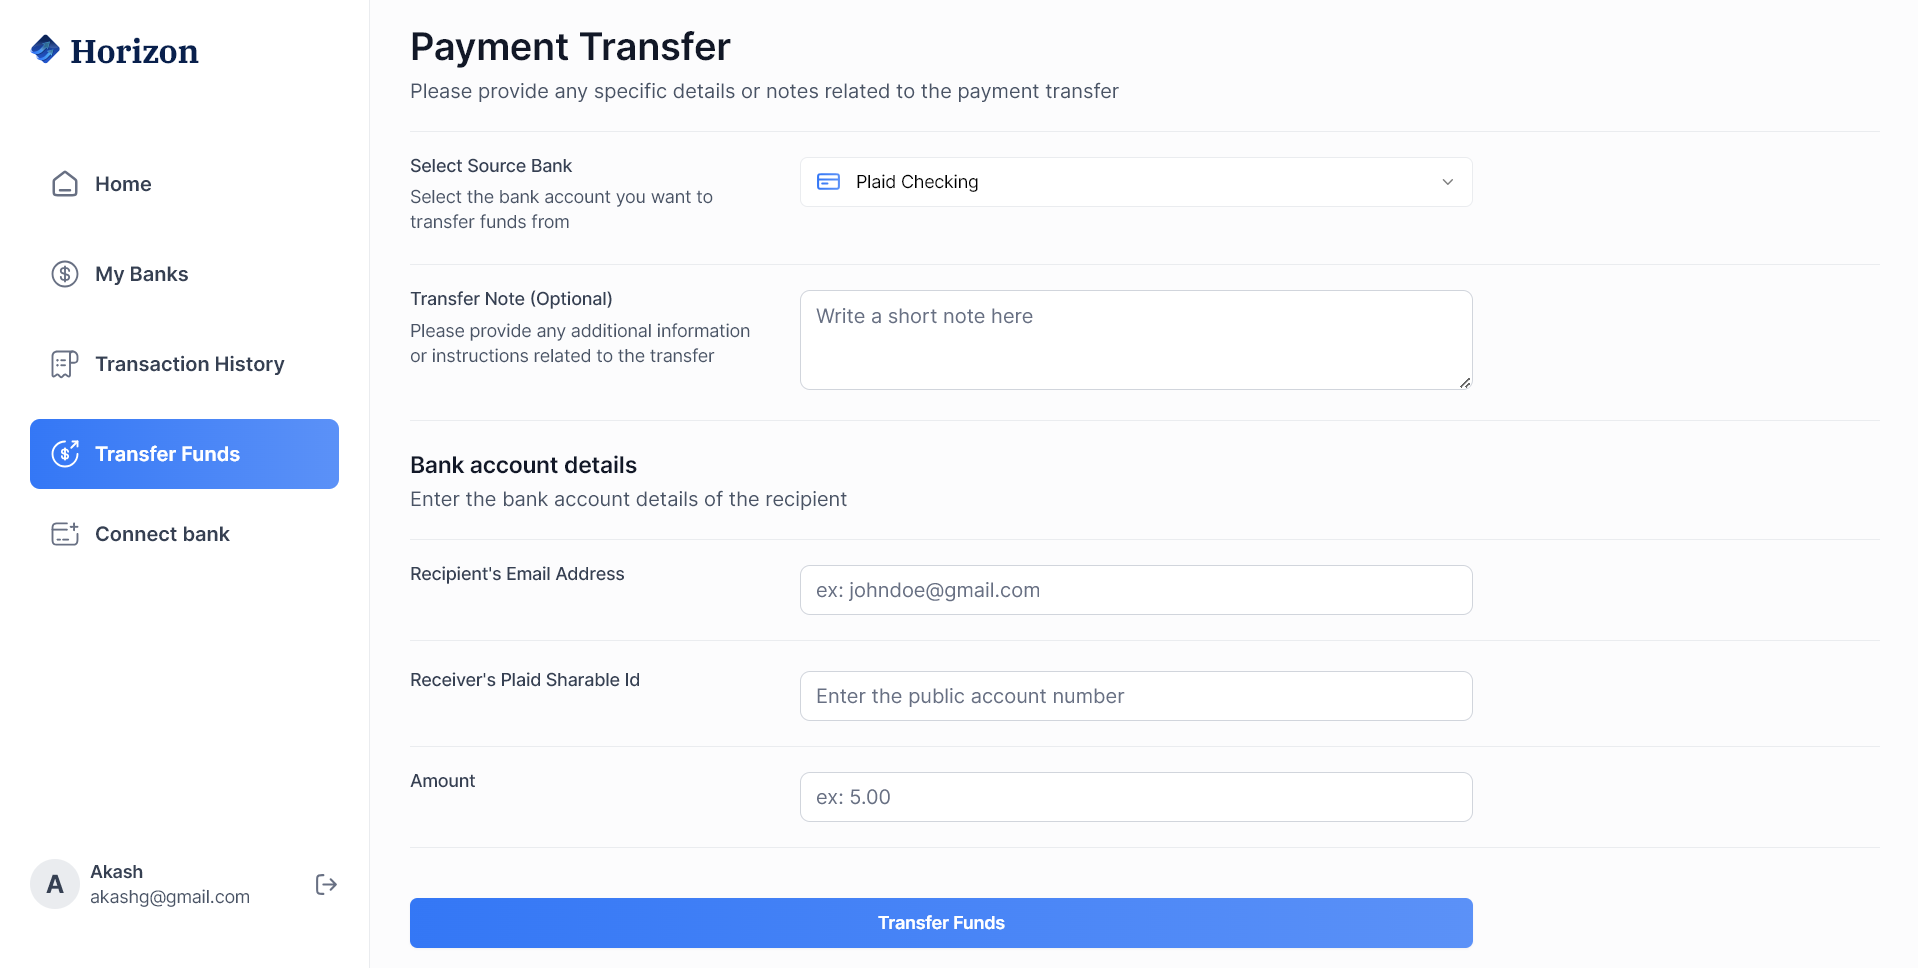 Horizon
Home
My Banks
Transaction History
Transfer Funds
Connect bank
A
Akash
akashg@gmail.com
Payment Transfer
Please provide any specific details or notes related to the payment transfer
Select Source Bank
Select the bank account you want to
transfer funds from
Plaid Checking
Transfer Note (Optional)
Please provide any additional information
or instructions related to the transfer
Write a short note here
Bank account details
Enter the bank account details of the recipient
Recipient's Email Address
ex: johndoe@gmail.com
Receiver's Plaid Sharable Id
Enter the public account number
Amount
ex: 5.00
Transfer Funds